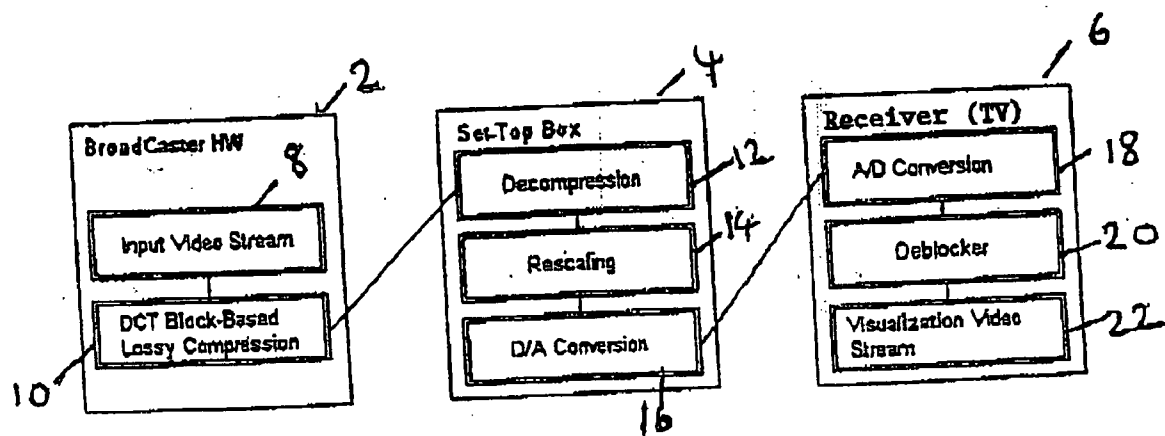 2
BroadCaster HW
8
Input Video Stream
DCT Block-Based
Lossy Compression
10
4
Set-Top Box
Decompression
12
Rescaling
14
D/A Conversion
16
6
Receiver (TV)
A/D Conversion
18
Deblocker
20
Visualization Video
Stream
22